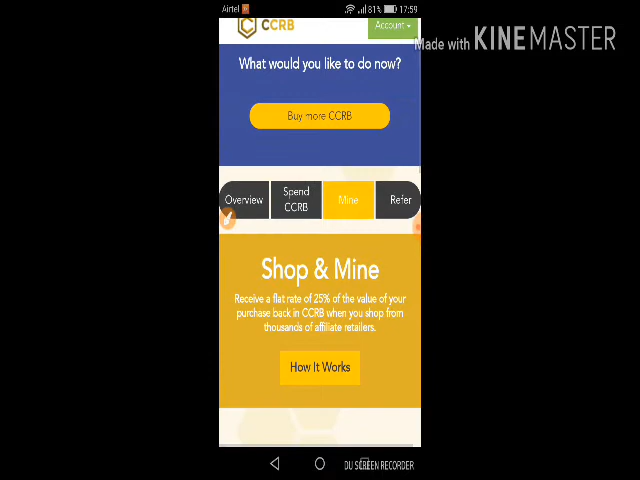 Airtel 81% 17:59
CCRB
Account
Made with KINEMASTER
What would you like to do now?
Buy more CCRB
Overview
Spend
CCRB
Mine
Refer
Shop & Mine
Receive a flat rate of 25% of the value of your
purchase back in CCRB when you shop from
thousands of affiliate retailers.
How It Works
DU SCREEN RECORDER